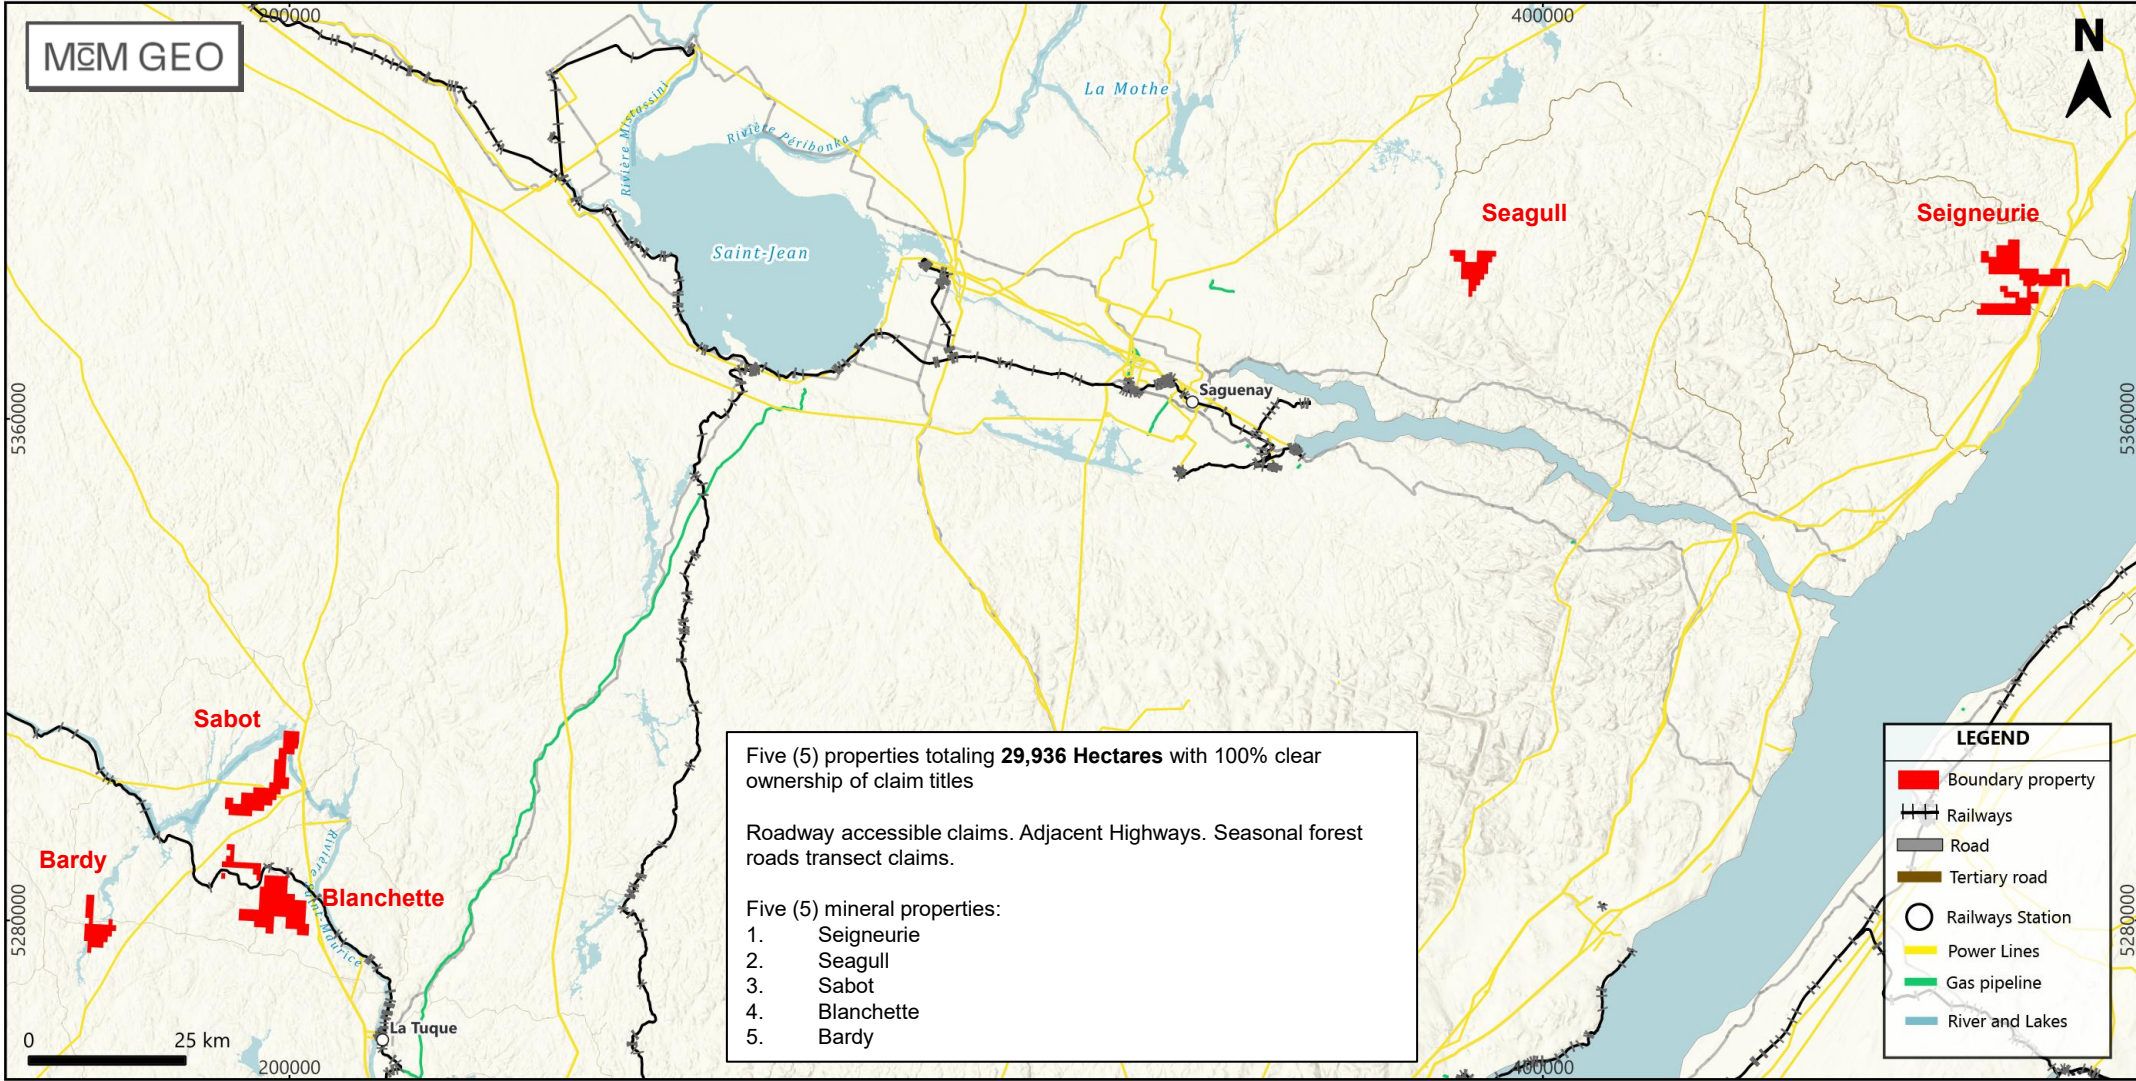 200000
400000
McM GEO
N
La Mothe
Rivière Mistassini
Rivière Péribonka
Seagull
Seigneurie
Saint-Jean
Saguenay
5360000
5360000
Sabot
Bardy
Blanchette
Rivière Saint-Maurice
5280000
5280000
La Tuque
0 25 km
200000
400000
Five (5) properties totaling 29,936 Hectares with 100% clear
ownership of claim titles
Roadway accessible claims. Adjacent Highways. Seasonal forest
roads transect claims.
Five (5) mineral properties:
1. Seigneurie
2. Seagull
3. Sabot
4. Blanchette
5. Bardy
LEGEND
Boundary property
Railways
Road
Tertiary road
Railways Station
Power Lines
Gas pipeline
River and Lakes